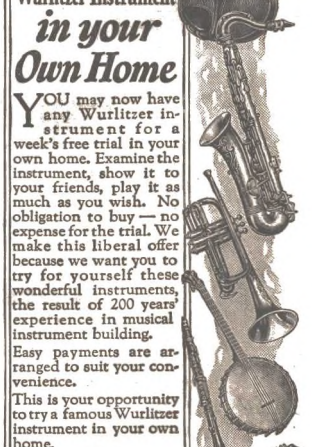 Wurlitzer Instrument
in your
Own Home
YOU may now have
any Wurlitzer in-
strument for a
week's free trial in your
own home. Examine the
instrument, show it to
your friends, play it as
much as you wish. No
obligation to buy — no
expense for the trial. We
make this liberal offer
because we want you to
try for yourself these
wonderful instruments,
the result of 200 years'
experience in musical
instrument building.
Easy payments are ar-
ranged to suit your con-
venience.
This is your opportunity
to try a famous Wurlitzer
instrument in your own
home.